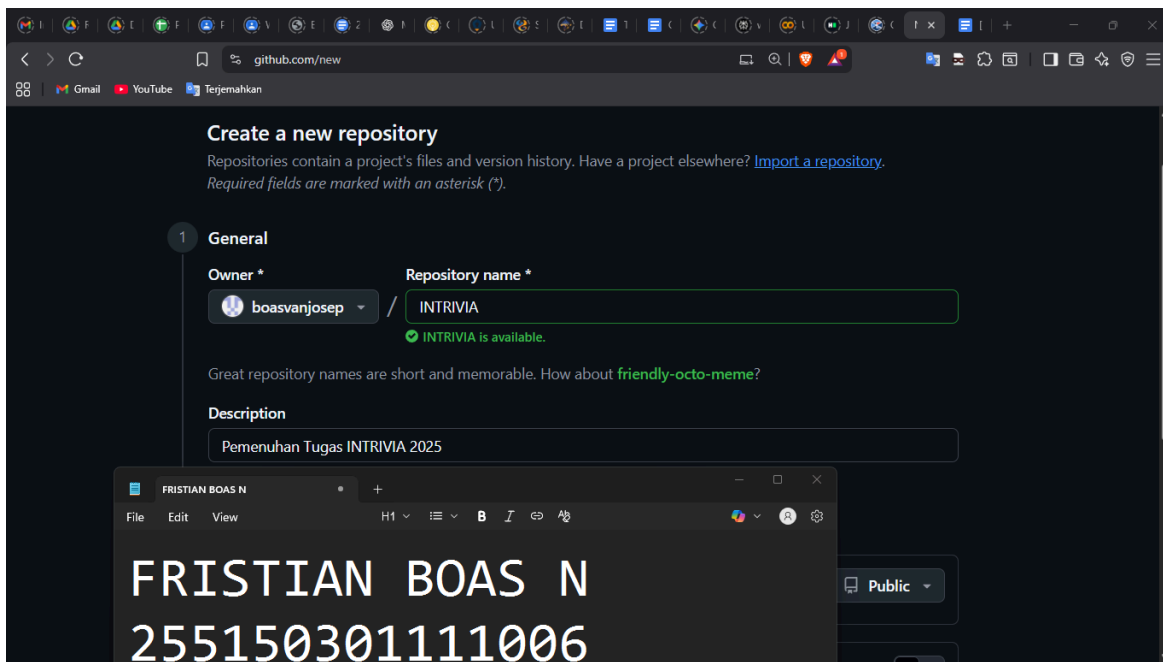 github.com/new
Gmail YouTube Terjemahkan
Create a new repository
Repositories contain a project's files and version history. Have a project elsewhere? Import a repository.
Required fields are marked with an asterisk (*).
1 General
Owner * Repository name *
boasvanjosep / INTRIVIA
INTRIVIA is available.
Great repository names are short and memorable. How about friendly-octo-meme?
Description
Pemenuhan Tugas INTRIVIA 2025
FRISTIAN BOAS N
File Edit View H1 B I
FRISTIAN BOAS N
Public
255150301111006